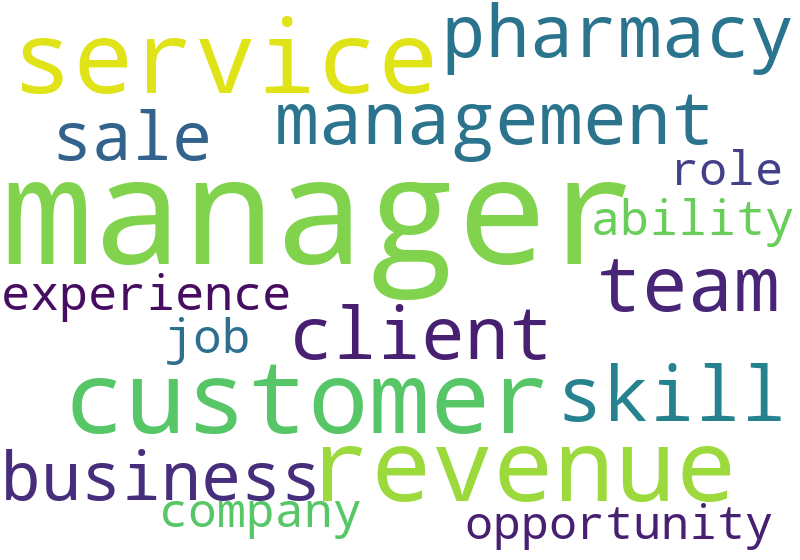 service
pharmacy
sale
management
role
manager
ability
experience
team
job
client
customer
skill
business
revenue
company
opportunity